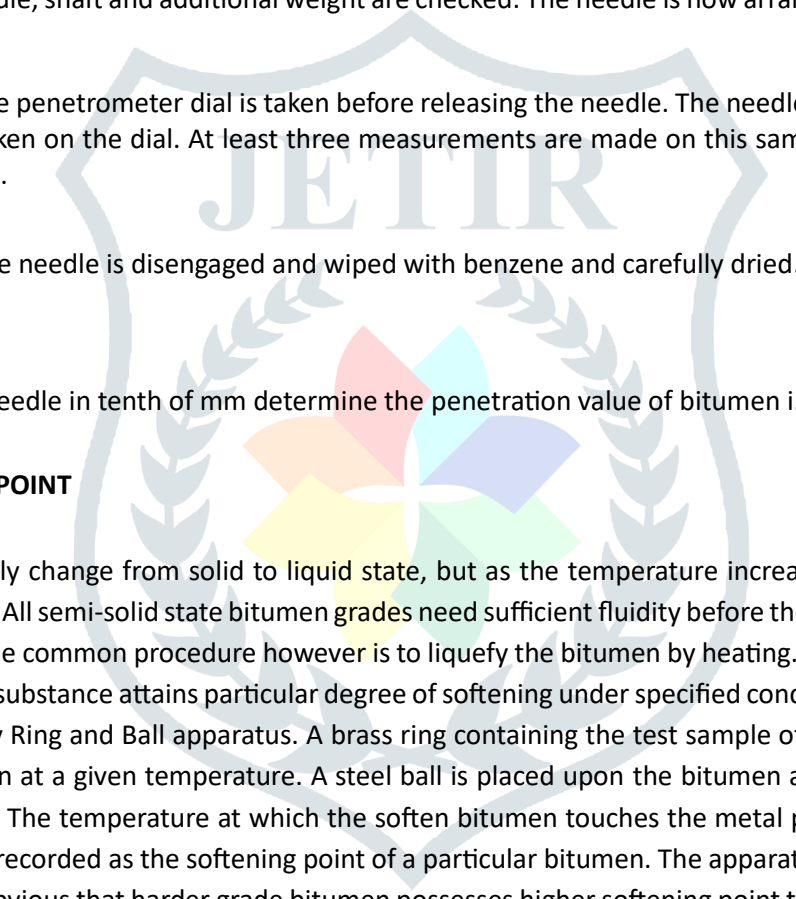 dle, shaft and additional weight are checked. The needle is now arran
e penetrometer dial is taken before releasing the needle. The needle
ken on the dial. At least three measurements are made on this sam
.
JETIR
e needle is disengaged and wiped with benzene and carefully dried.
eedle in tenth of mm determine the penetration value of bitumen i
POINT
ly change from solid to liquid state, but as the temperature increa
All semi-solid state bitumen grades need sufficient fluidity before th
e common procedure however is to liquefy the bitumen by heating.
substance attains particular degree of softening under specified cond
y Ring and Ball apparatus. A brass ring containing the test sample of
n at a given temperature. A steel ball is placed upon the bitumen a
The temperature at which the soften bitumen touches the metal p
recorded as the softening point of a particular bitumen. The apparat
bvious that harder grade bitumen possesses higher softening point t